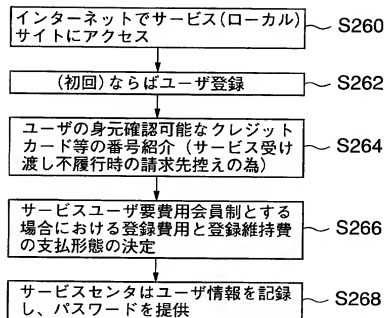 インターネットでサービス(ローカル)
サイトにアクセス
S260
(初回)ならばユーザ登録
S262
ユーザの身元確認可能なクレジット
カード等の番号紹介(サービス受け
渡し不履行時の請求先控えの為)
S264
サービスユーザ要費用会員制とする
場合における登録費用と登録維持費
の支払形態の決定
S266
サービスセンタはユーザ情報を記録
し、パスワードを提供
S268